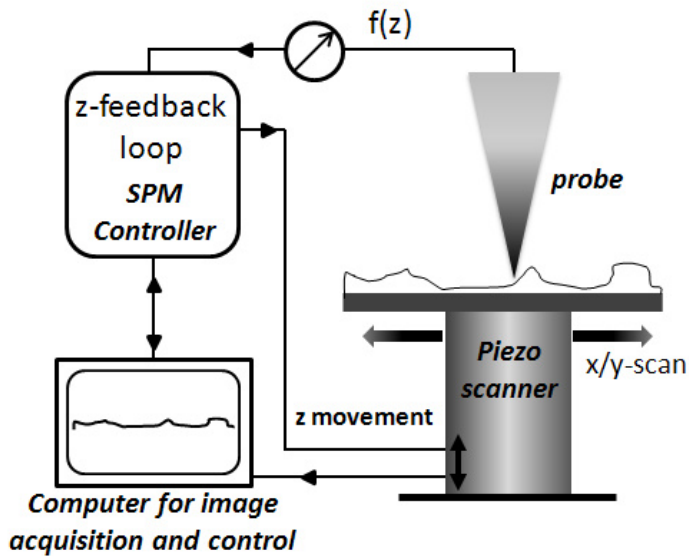 f(z)
z-feedback
loop
SPM
Controller
probe
Piezo
scanner
x/y-scan
z movement
Computer for image
acquisition and control